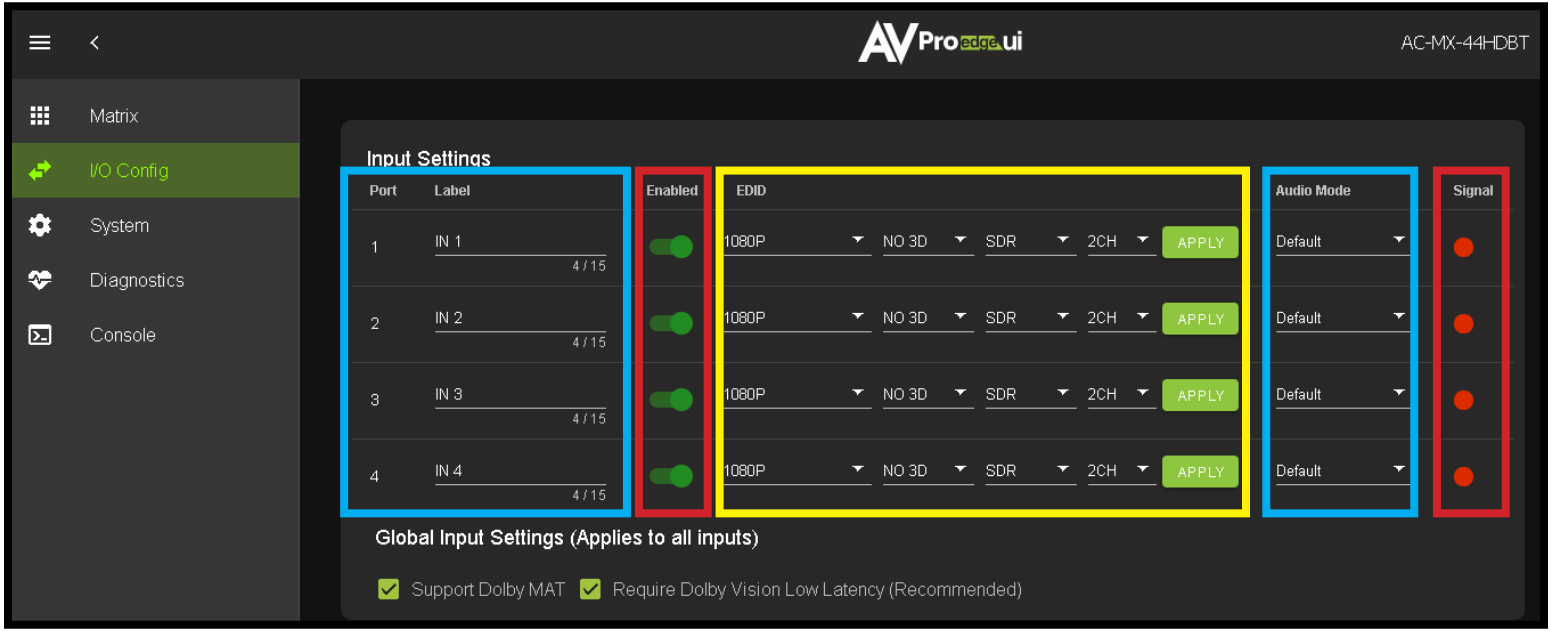 AVPro edge.ui
AC-MX-44HDBT
Matrix
I/O Config
System
Diagnostics
Console
Input Settings
Port Label Enabled EDID Audio Mode Signal
1 IN 1 1080P NO 3D SDR 2CH APPLY Default
4 / 15
2 IN 2 1080P NO 3D SDR 2CH APPLY Default
4 / 15
3 IN 3 1080P NO 3D SDR 2CH APPLY Default
4 / 15
4 IN 4 1080P NO 3D SDR 2CH APPLY Default
4 / 15
Global Input Settings (Applies to all inputs)
Support Dolby MAT Require Dolby Vision Low Latency (Recommended)